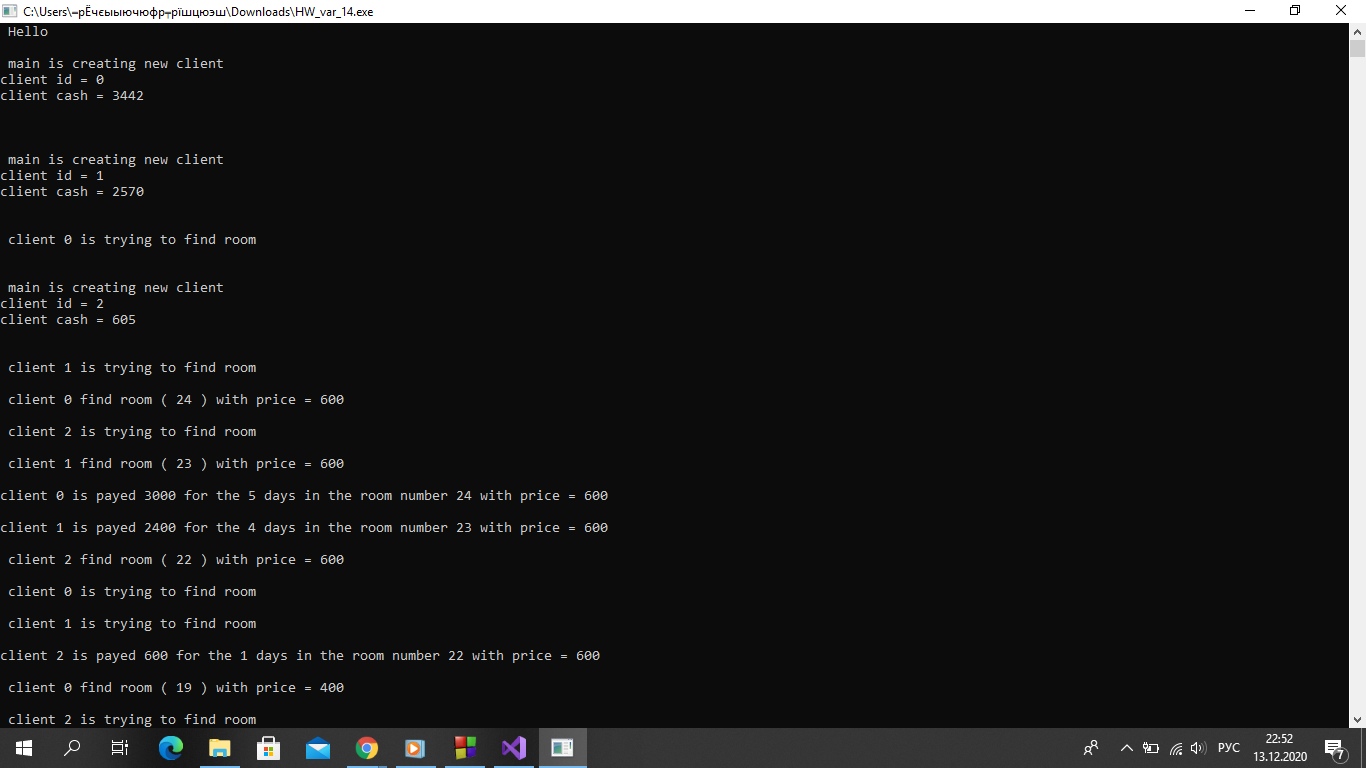 C:\Users\═рЁчєыыючюфр╤рїшцюэш\Downloads\HW_var_14.exe
Hello
main is creating new client
client id = 0
client cash = 3442
main is creating new client
client id = 1
client cash = 2570
client 0 is trying to find room
main is creating new client
client id = 2
client cash = 605
client 1 is trying to find room
client 0 find room ( 24 ) with price = 600
client 2 is trying to find room
client 1 find room ( 23 ) with price = 600
client 0 is payed 3000 for the 5 days in the room number 24 with price = 600
client 1 is payed 2400 for the 4 days in the room number 23 with price = 600
client 2 find room ( 22 ) with price = 600
client 0 is trying to find room
client 1 is trying to find room
client 2 is payed 600 for the 1 days in the room number 22 with price = 600
client 0 find room ( 19 ) with price = 400
client 2 is trying to find room
РУС
22:52
13.12.2020
7